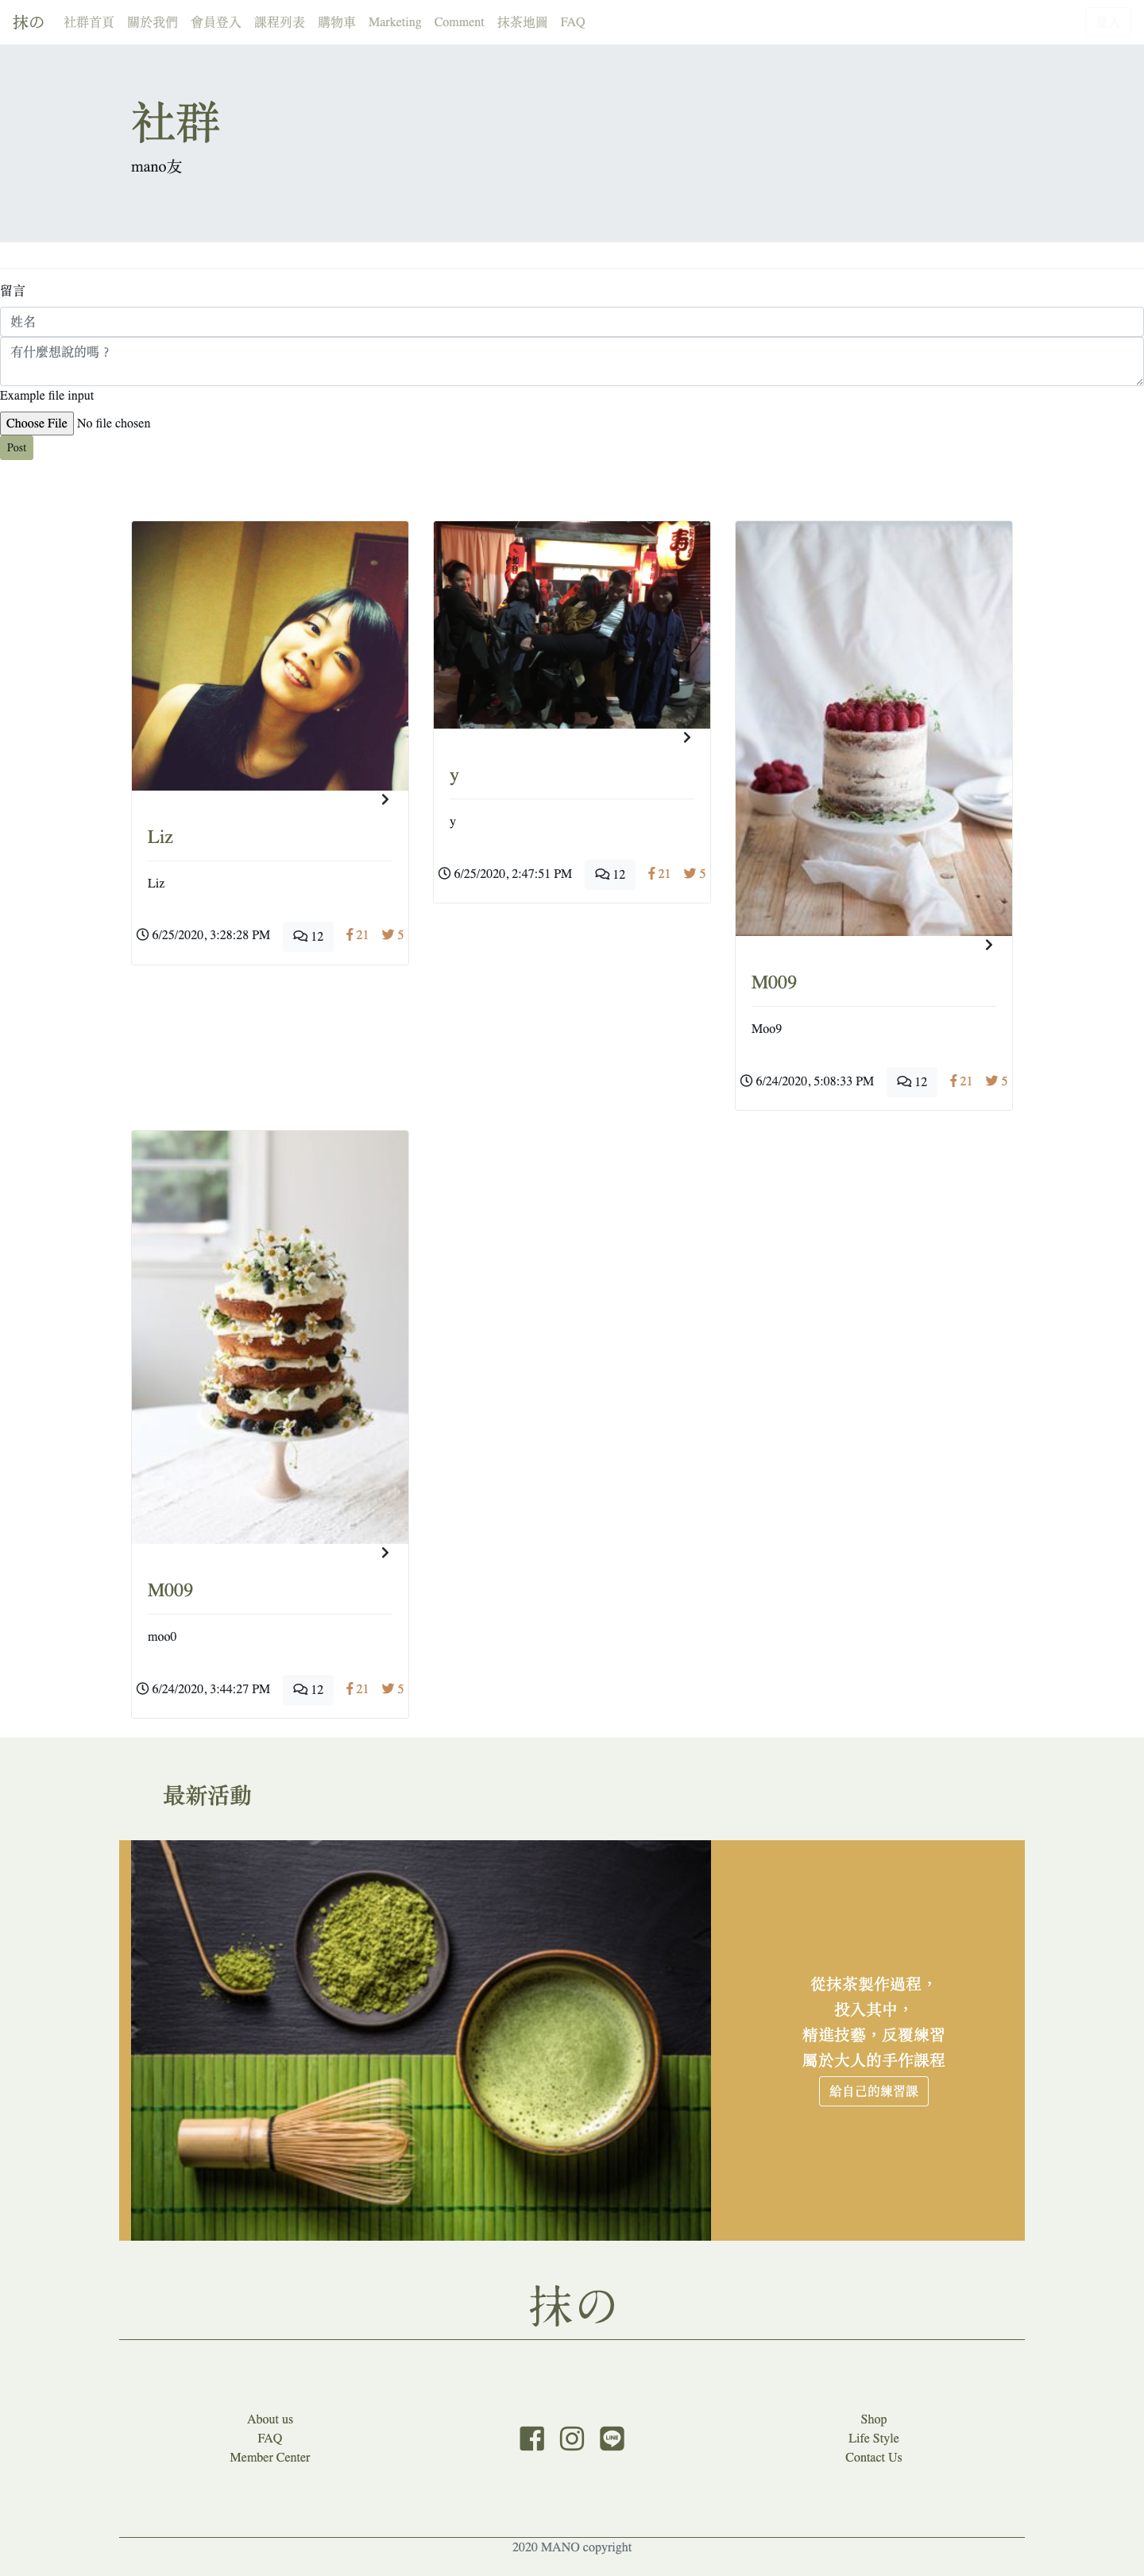 抹の 社群首頁 關於我們 會員登入 課程列表 購物車 Marketing Comment 抹茶地圖 FAQ
社群
mano友
留言
姓名
有什麼想說的嗎？
Example file input
Choose File No file chosen
Post
寿
Liz
Liz
6/25/2020, 3:28:28 PM 12 21 5
y
y
6/25/2020, 2:47:51 PM 12 21 5
M009
Moo9
6/24/2020, 5:08:33 PM 12 21 5
M009
moo0
6/24/2020, 3:44:27 PM 12 21 5
最新活動
從抹茶製作過程，
投入其中，
精進技藝，反覆練習
屬於大人的手作課程
給自己的練習課
抹の
About us
FAQ
Member Center
LINE
Shop
Life Style
Contact Us
2020 MANO copyright